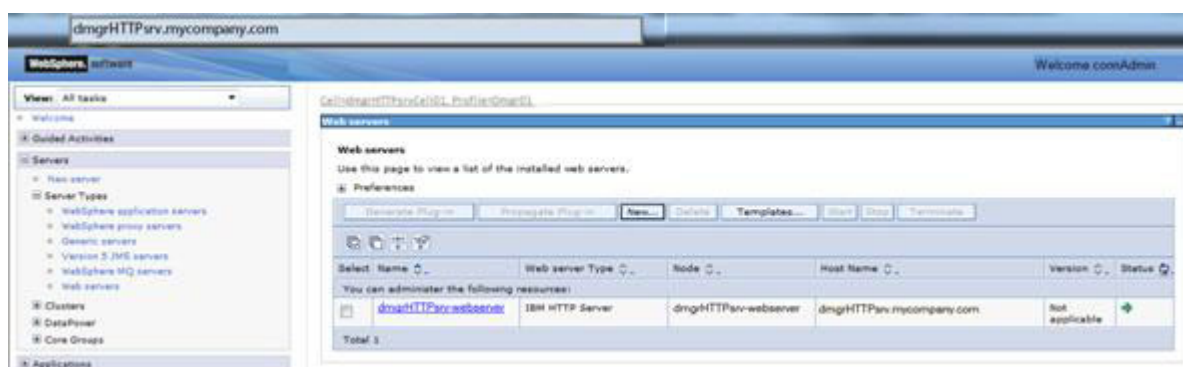 dmgrHTTPsrv.mycompany.com
WebSphere. software
Welcome connAdmin
View: All tasks
Welcome
Guided Activities
Servers
New server
Server Types
WebSphere application servers
WebSphere proxy servers
Generic servers
Version 5 JMS servers
WebSphere MQ servers
Web servers
Clusters
DataPower
Core Groups
Applications
Web servers
Web servers
Use this page to view a list of the installed web servers.
Preferences
Generate Plug-in Propagate Plug-in New... Delete Templates... Start Stop Terminate
Select Name Web server Type Node Host Name Version Status
You can administer the following resources:
dmgrHTTPsrv-webserver IBM HTTP Server dmgrHTTPsrv-webserver dmgrHTTPsrv.mycompany.com Not applicable
Total 1